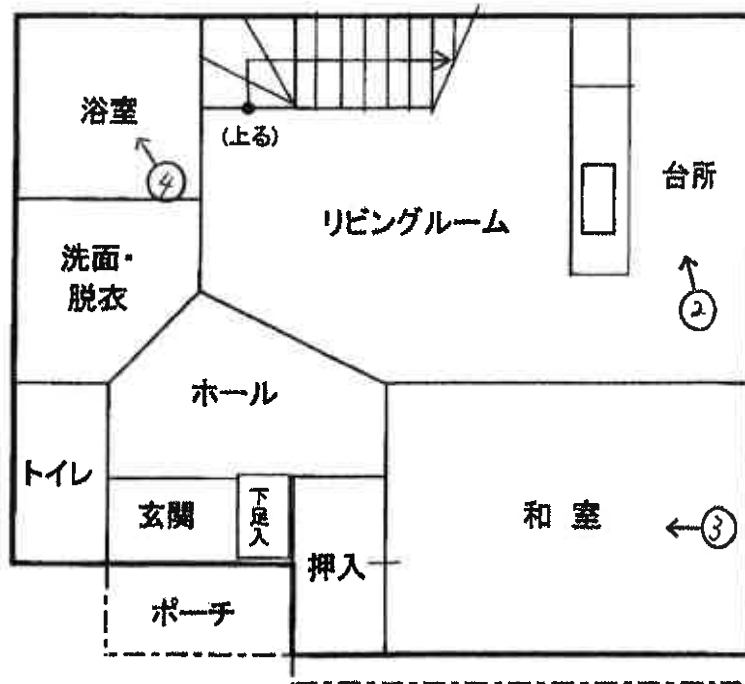 浴室
④
(上る)
台所
リビングルーム
洗面・
脱衣
②
ホール
トイレ
玄関
下足入
和室
③
押入
ポーチ